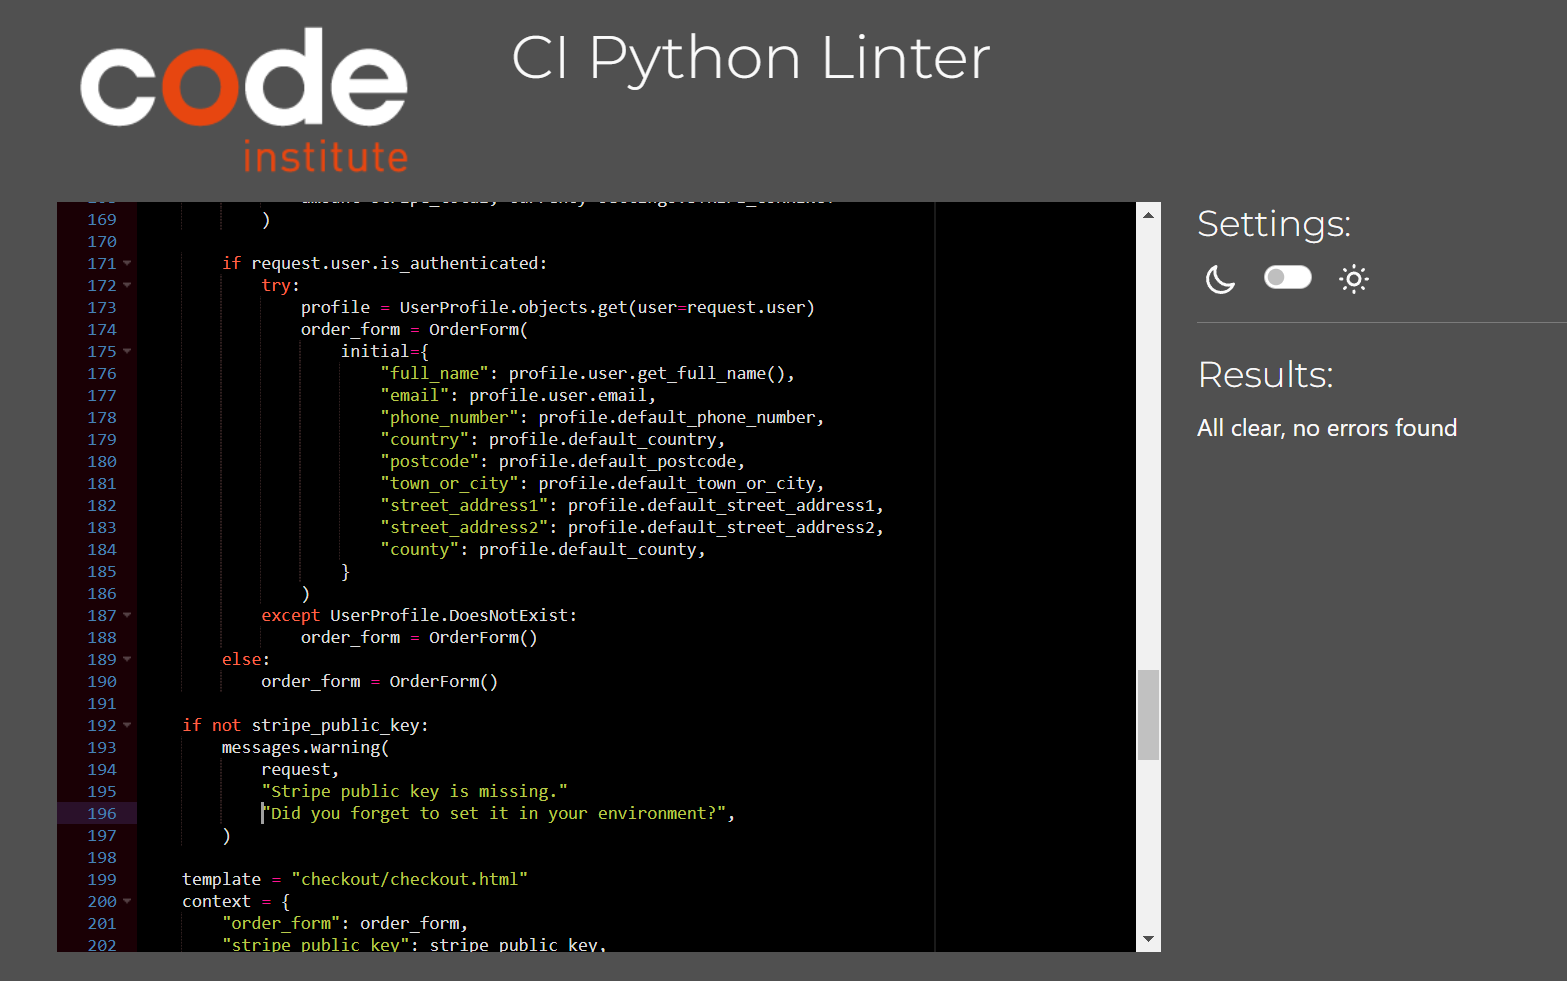 code
institute
CI Python Linter
169 )
170
171 if request.user.is_authenticated:
172 try:
173 profile = UserProfile.objects.get(user=request.user)
174 order_form = OrderForm(
175 initial={
176 "full_name": profile.user.get_full_name(),
177 "email": profile.user.email,
178 "phone_number": profile.default_phone_number,
179 "country": profile.default_country,
180 "postcode": profile.default_postcode,
181 "town_or_city": profile.default_town_or_city,
182 "street_address1": profile.default_street_address1,
183 "street_address2": profile.default_street_address2,
184 "county": profile.default_county,
185 }
186 )
187 except UserProfile.DoesNotExist:
188 order_form = OrderForm()
189 else:
190 order_form = OrderForm()
191
192 if not stripe_public_key:
193 messages.warning(
194 request,
195 "Stripe public key is missing."
196 "Did you forget to set it in your environment?",
197 )
198
199 template = "checkout/checkout.html"
200 context = {
201 "order_form": order_form,
202 "stripe_public_key": stripe_public_key,
Settings:
Results:
All clear, no errors found